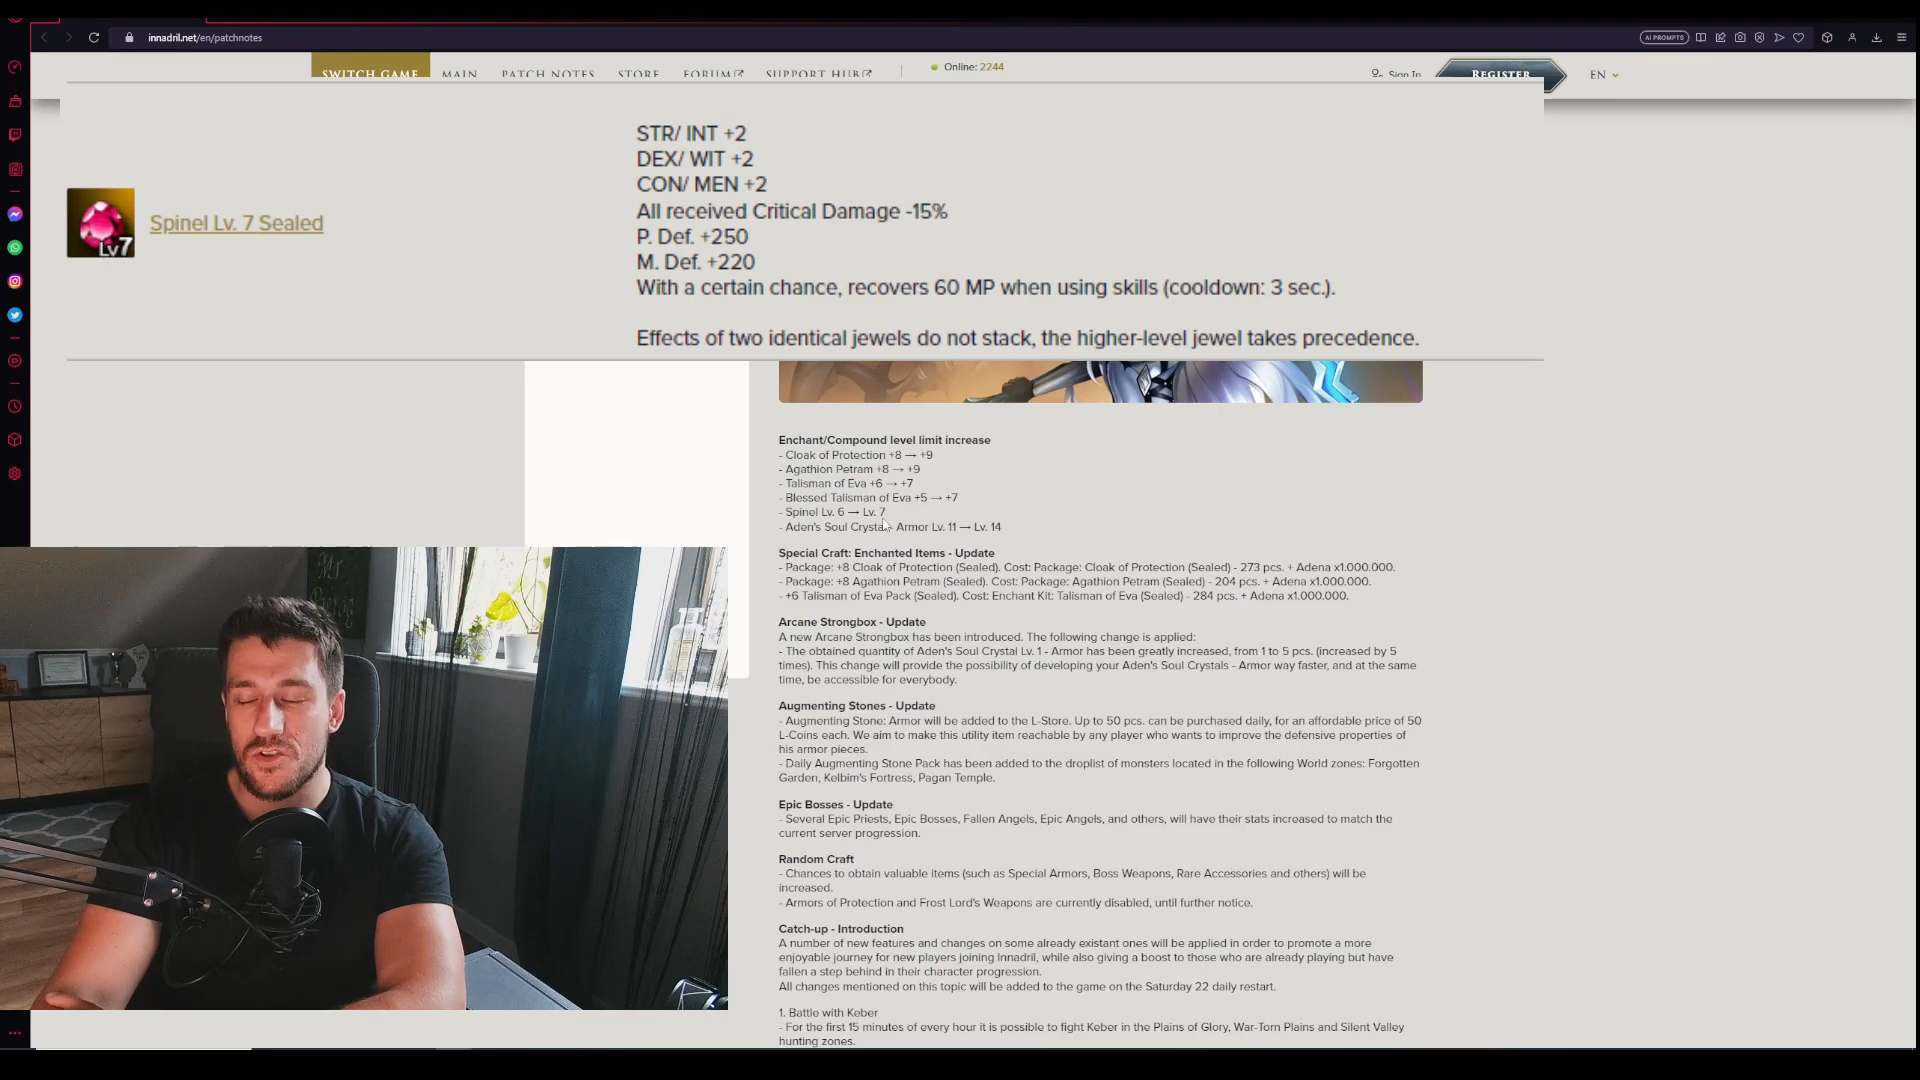 innadril.net/en/patchnotes
AI PROMPTS
SWITCH GAME
MAIN
PATCH NOTES
STORE
FORUM
SUPPORT HUB
Online: 2244
Sign In
REGISTER
EN
STR/ INT +2
DEX/ WIT +2
CON/ MEN +2
All received Critical Damage -15%
P. Def. +250
M. Def. +220
With a certain chance, recovers 60 MP when using skills (cooldown: 3 sec.).
Effects of two identical jewels do not stack, the higher-level jewel takes precedence.
Lv7
Spinel Lv. 7 Sealed
Enchant/Compound level limit increase
- Cloak of Protection +8 → +9
- Agathion Petram +8 → +9
- Talisman of Eva +6 → +7
- Blessed Talisman of Eva +5 → +7
- Spinel Lv. 6 → Lv. 7
- Aden's Soul Crystal - Armor Lv. 11 → Lv. 14
Special Craft: Enchanted Items - Update
- Package: +8 Cloak of Protection (Sealed). Cost: Package: Cloak of Protection (Sealed) - 273 pcs. + Adena x1.000.000.
- Package: +8 Agathion Petram (Sealed). Cost: Package: Agathion Petram (Sealed) - 204 pcs. + Adena x1.000.000.
- +6 Talisman of Eva Pack (Sealed). Cost: Enchant Kit: Talisman of Eva (Sealed) - 284 pcs. + Adena x1.000.000.
Arcane Strongbox - Update
A new Arcane Strongbox has been introduced. The following change is applied:
- The obtained quantity of Aden's Soul Crystal Lv. 1 - Armor has been greatly increased, from 1 to 5 pcs. (increased by 5
times). This change will provide the possibility of developing your Aden's Soul Crystals - Armor way faster, and at the same
time, be accessible for everybody.
Augmenting Stones - Update
- Augmenting Stone: Armor will be added to the L-Store. Up to 50 pcs. can be purchased daily, for an affordable price of 50
L-Coins each. We aim to make this utility item reachable by any player who wants to improve the defensive properties of
his armor pieces.
- Daily Augmenting Stone Pack has been added to the droplist of monsters located in the following World zones: Forgotten
Garden, Kelbim's Fortress, Pagan Temple.
Epic Bosses - Update
- Several Epic Priests, Epic Bosses, Fallen Angels, Epic Angels, and others, will have their stats increased to match the
current server progression.
Random Craft
- Chances to obtain valuable items (such as Special Armors, Boss Weapons, Rare Accessories and others) will be
increased.
- Armors of Protection and Frost Lord's Weapons are currently disabled, until further notice.
Catch-up - Introduction
A number of new features and changes on some already existant ones will be applied in order to promote a more
enjoyable journey for new players joining Innadril, while also giving a boost to those who are already playing but have
fallen a step behind in their character progression.
All changes mentioned on this topic will be added to the game on the Saturday 22 daily restart.
1. Battle with Keber
- For the first 15 minutes of every hour it is possible to fight Keber in the Plains of Glory, War-Torn Plains and Silent Valley
hunting zones.